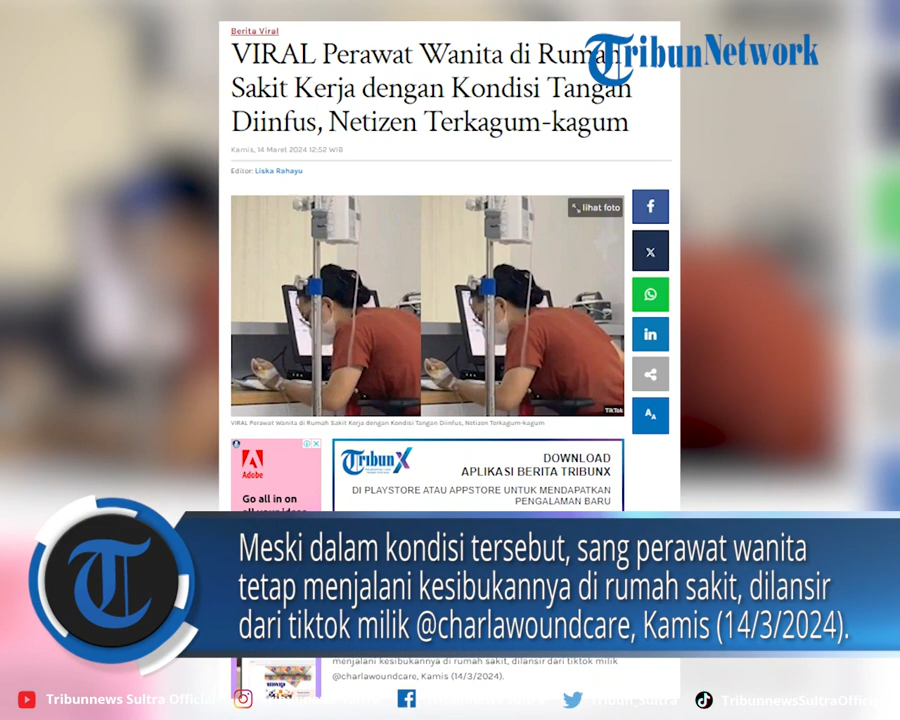 Berita Viral
VIRAL Perawat Wanita di Rumah
Sakit Kerja dengan Kondisi Tangan
Diinfus, Netizen Terkagum-kagum
TribunNetwork
Kamis, 14 Maret 2024 12:52 WIB
Editor: Liska Rahayu
lihat foto
TikTok
VIRAL Perawat Wanita di Rumah Sakit Kerja dengan Kondisi Tangan Diinfus, Netizen Terkagum-kagum
Adobe
Go all in on
TribunX
DOWNLOAD
APLIKASI BERITA TRIBUNX
DI PLAYSTORE ATAU APPSTORE UNTUK MENDAPATKAN
PENGALAMAN BARU
Meski dalam kondisi tersebut, sang perawat wanita
tetap menjalani kesibukannya di rumah sakit, dilansir
dari tiktok milik @charlawoundcare, Kamis (14/3/2024).
menjalani kesibukannya di rumah sakit, dilansir dari tiktok milik
@charlawoundcare, Kamis (14/3/2024).
Tribunnews Sultra Official
TribunnewsSultraOfficial